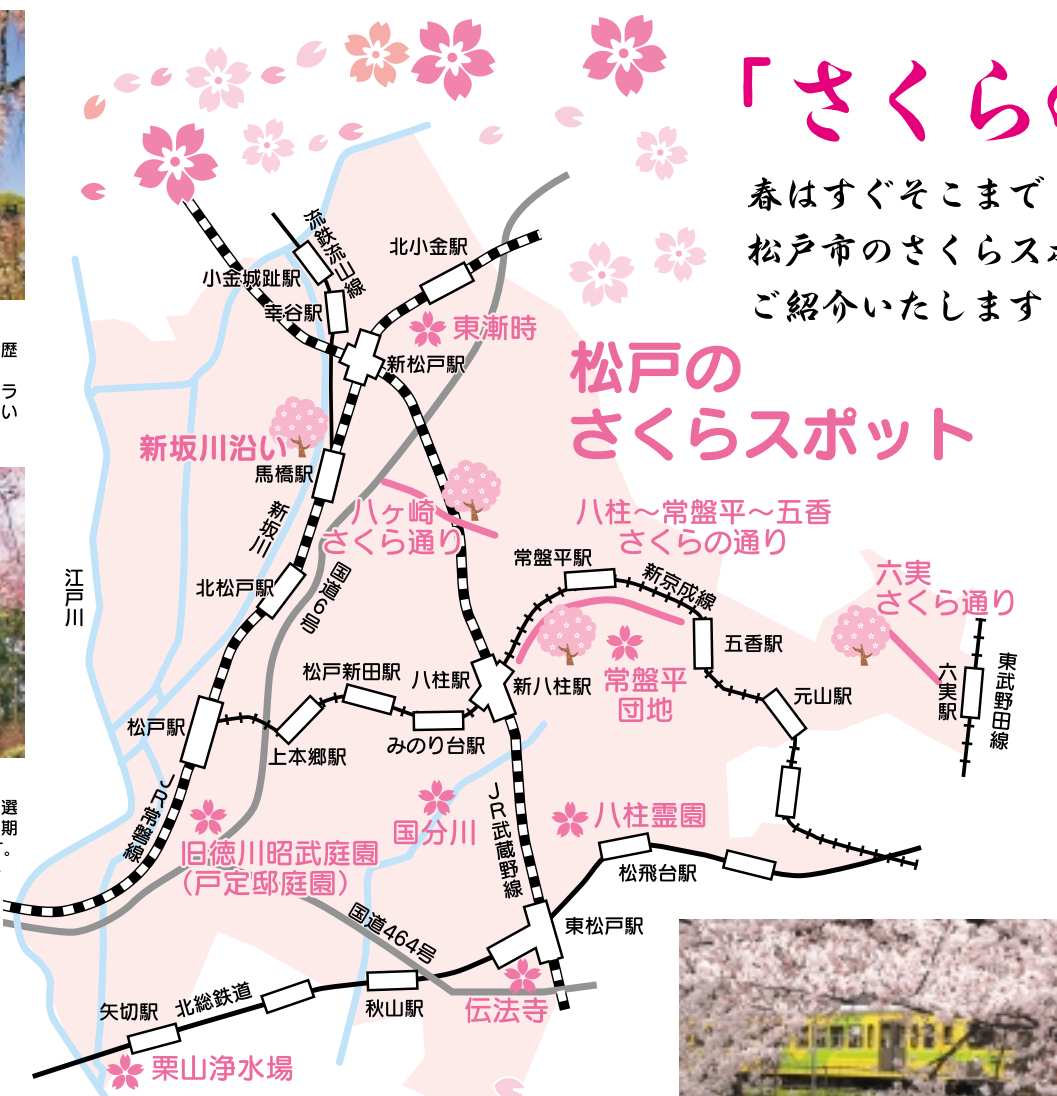 「さくら
春はすぐそこまで
松戸市のさくらス
ご紹介いたします
松戸の
さくらスポット
流鉄流山線
北小金駅
小金城趾駅
幸谷駅
東漸時
新松戸駅
新坂川沿い
馬橋駅
新坂川
八ヶ崎
さくら通り
八柱～常盤平～五香
さくらの通り
常盤平駅
新京成線
六実
さくら通り
江戸川
北松戸駅
国道6号
五香駅
松戸新田駅
八柱駅
新八柱駅
常盤平
団地
六実駅
東武野田線
元山駅
松戸駅
上本郷駅
みのり台駅
JR常磐線
国分川
JR武蔵野線
八柱霊園
旧徳川昭武庭園
（戸定邸庭園）
松飛台駅
国道464号
東松戸駅
矢切駅
北総鉄道
秋山駅
伝法寺
栗山浄水場
歴
ラ
い
選
期
。